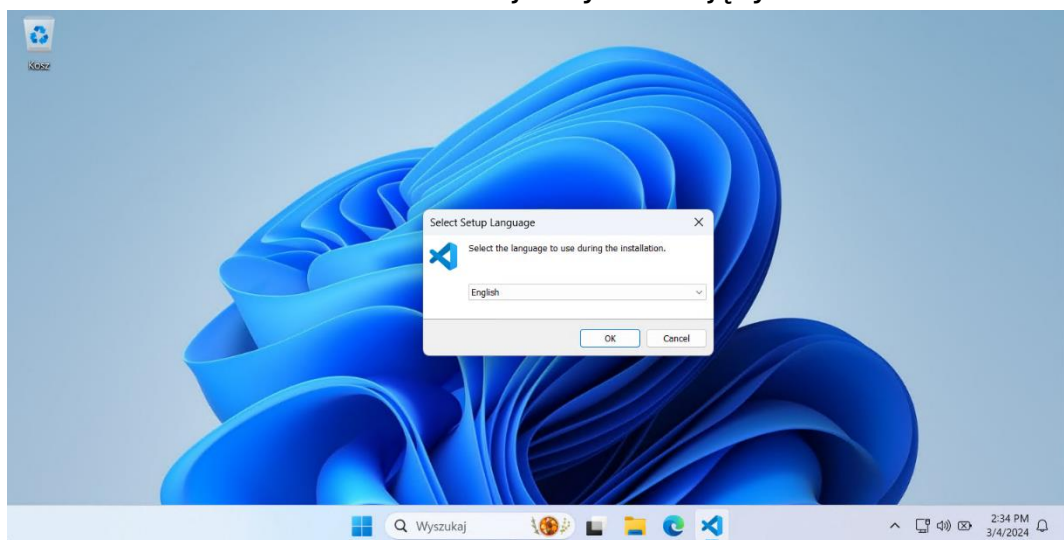 Kosz
Select Setup Language
Select the language to use during the installation.
English
OK Cancel
Wyszukaj
2:34 PM
3/4/2024